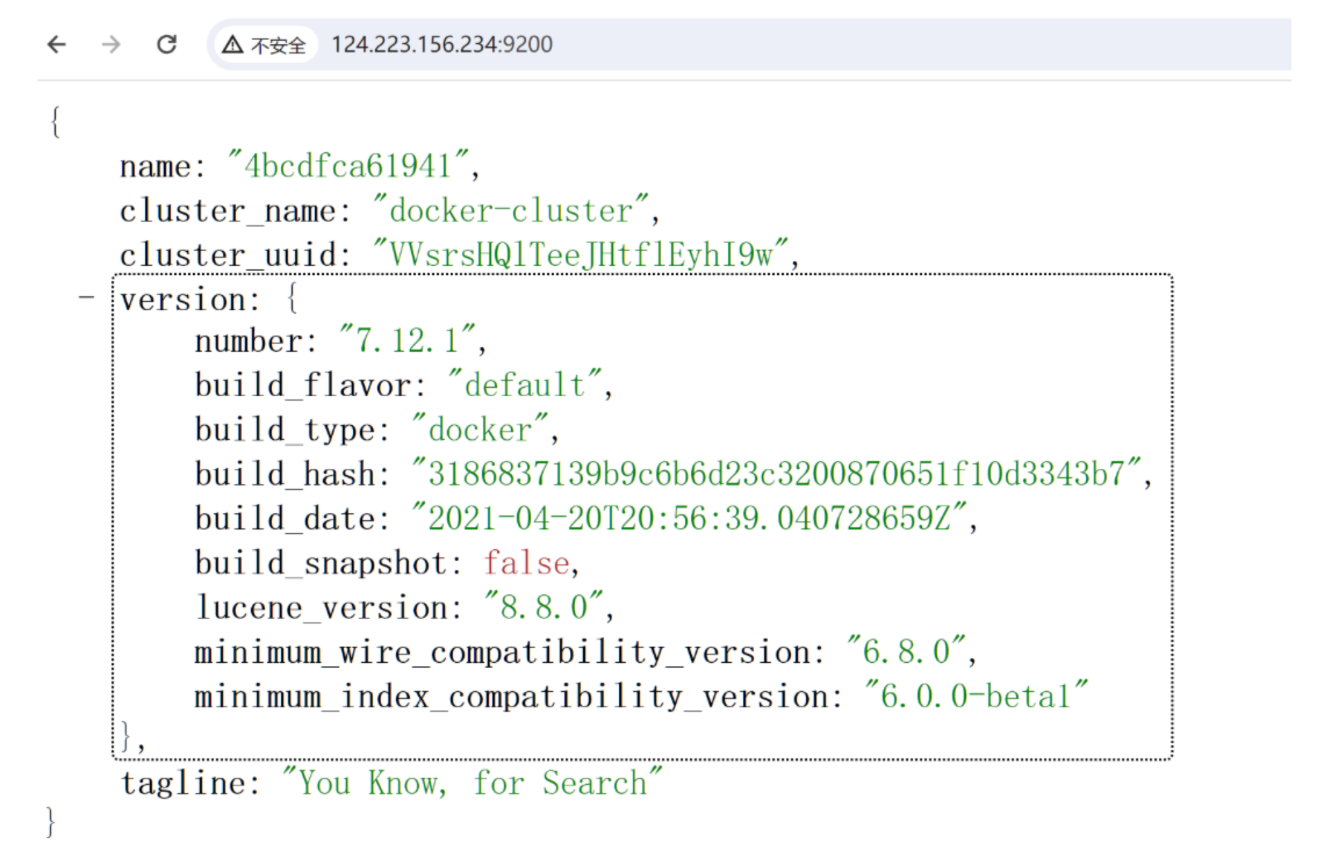 不安全 124.223.156.234:9200
{
name: "4bcdfca61941",
cluster_name: "docker-cluster",
cluster_uuid: "VVsrsHQlTeeJHtflEyhI9w",
- version: {
number: "7.12.1",
build_flavor: "default",
build_type: "docker",
build_hash: "3186837139b9c6b6d23c3200870651f10d3343b7",
build_date: "2021-04-20T20:56:39.040728659Z",
build_snapshot: false,
lucene_version: "8.8.0",
minimum_wire_compatibility_version: "6.8.0",
minimum_index_compatibility_version: "6.0.0-beta1"
},
tagline: "You Know, for Search"
}